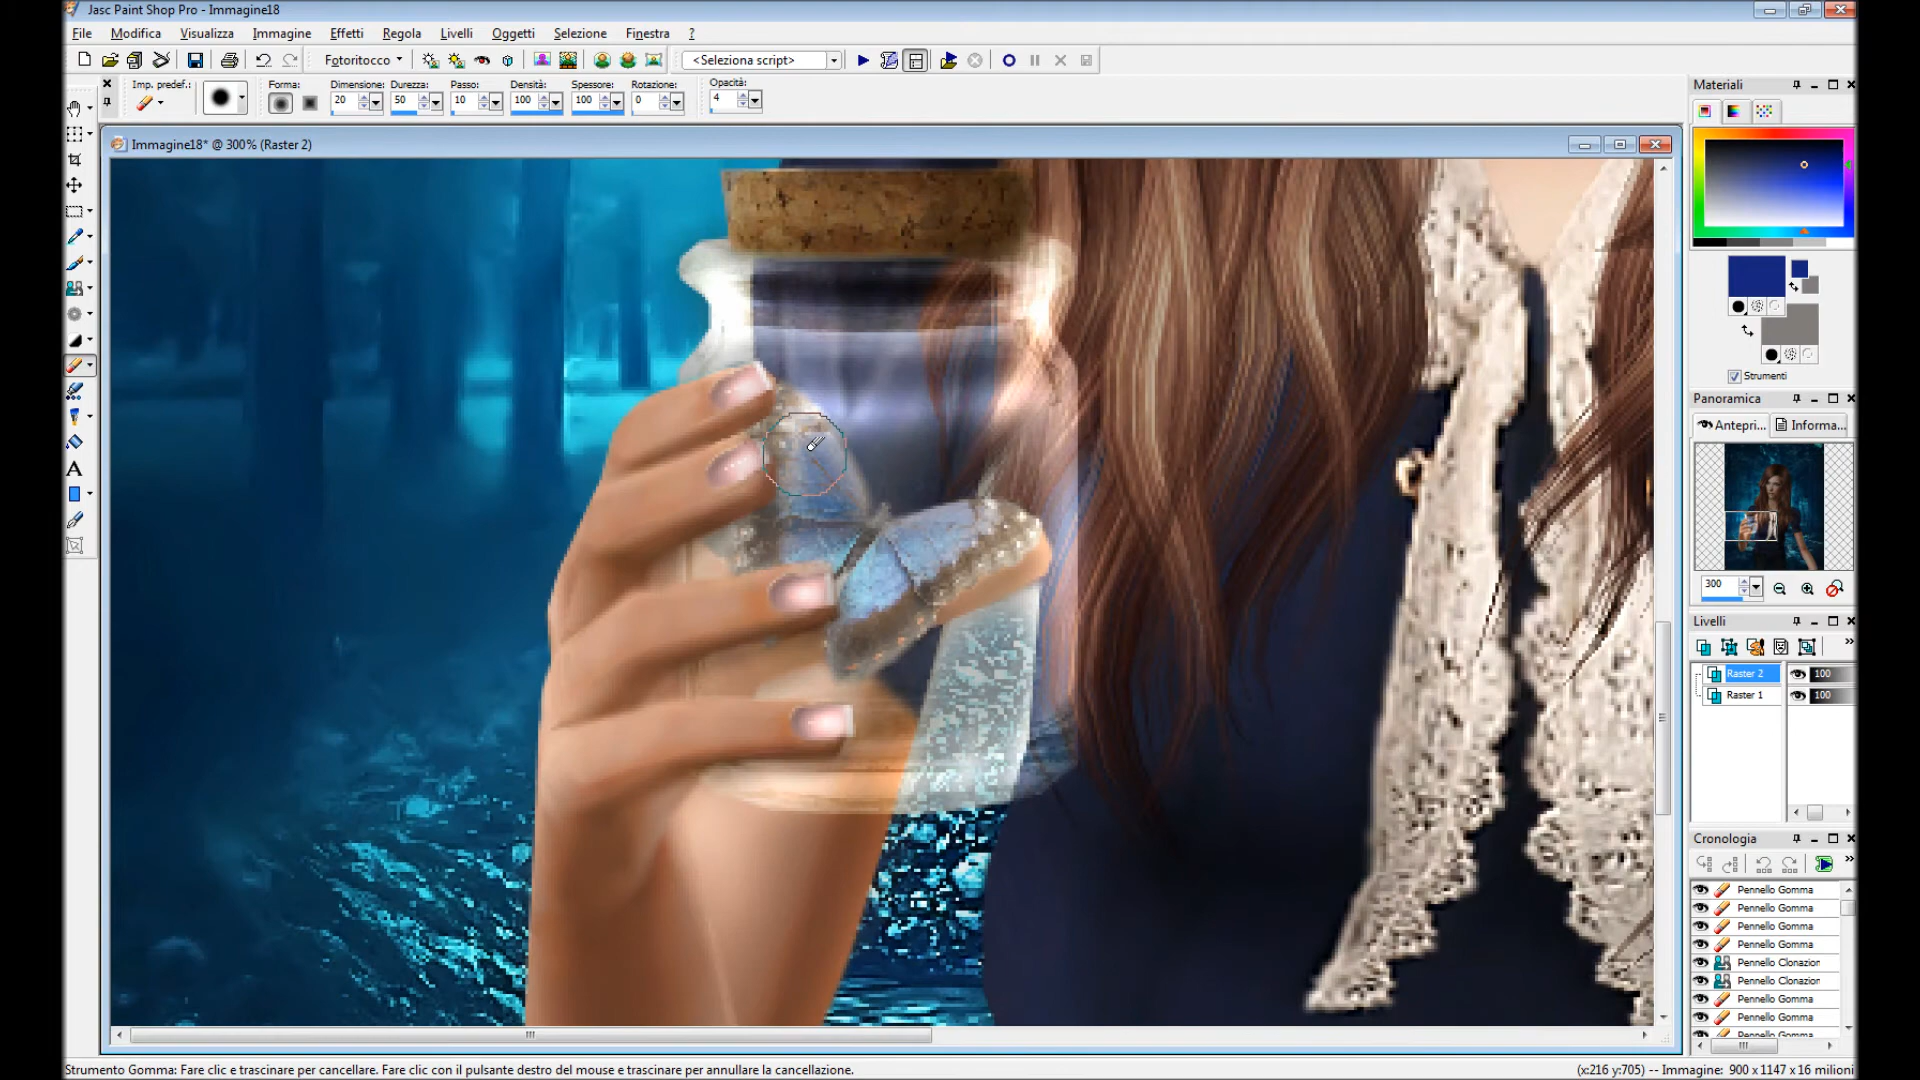 Jasc Paint Shop Pro - Immagine18
File Modifica Visualizza Immagine Effetti Regola Livelli Oggetti Selezione Finestra ?
Fotoritocco <Seleziona script>
Imp. predef.: Forma: Dimensione: Durezza: Passo: Densità: Spessore: Rotazione: Opacità:
20 50 10 100 100 0 4
Immagine18* @ 300% (Raster 2)
Materiali
Strumenti
Panoramica
Antepri... Informa...
300
Livelli
Raster 2 100
Raster 1 100
Cronologia
Pennello Gomma
Pennello Gomma
Pennello Gomma
Pennello Gomma
Pennello Clonazior
Pennello Clonazior
Pennello Gomma
Pennello Gomma
Pennello Gomma
Strumento Gomma: Fare clic e trascinare per cancellare. Fare clic con il pulsante destro del mouse e trascinare per annullare la cancellazione.
(x:216 y:705) -- Immagine: 900 x 1147 x 16 milioni